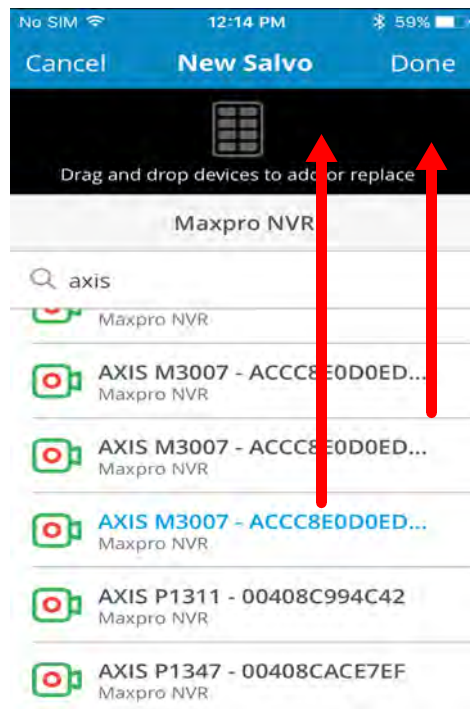 No SIM 12:14 PM 59%
Cancel New Salvo Done
Drag and drop devices to add or replace
Maxpro NVR
axis
Maxpro NVR
AXIS M3007 - ACCC8E0D0ED...
Maxpro NVR
AXIS M3007 - ACCC8E0D0ED...
Maxpro NVR
AXIS M3007 - ACCC8E0D0ED...
Maxpro NVR
AXIS P1311 - 00408C994C42
Maxpro NVR
AXIS P1347 - 00408CACE7EF
Maxpro NVR